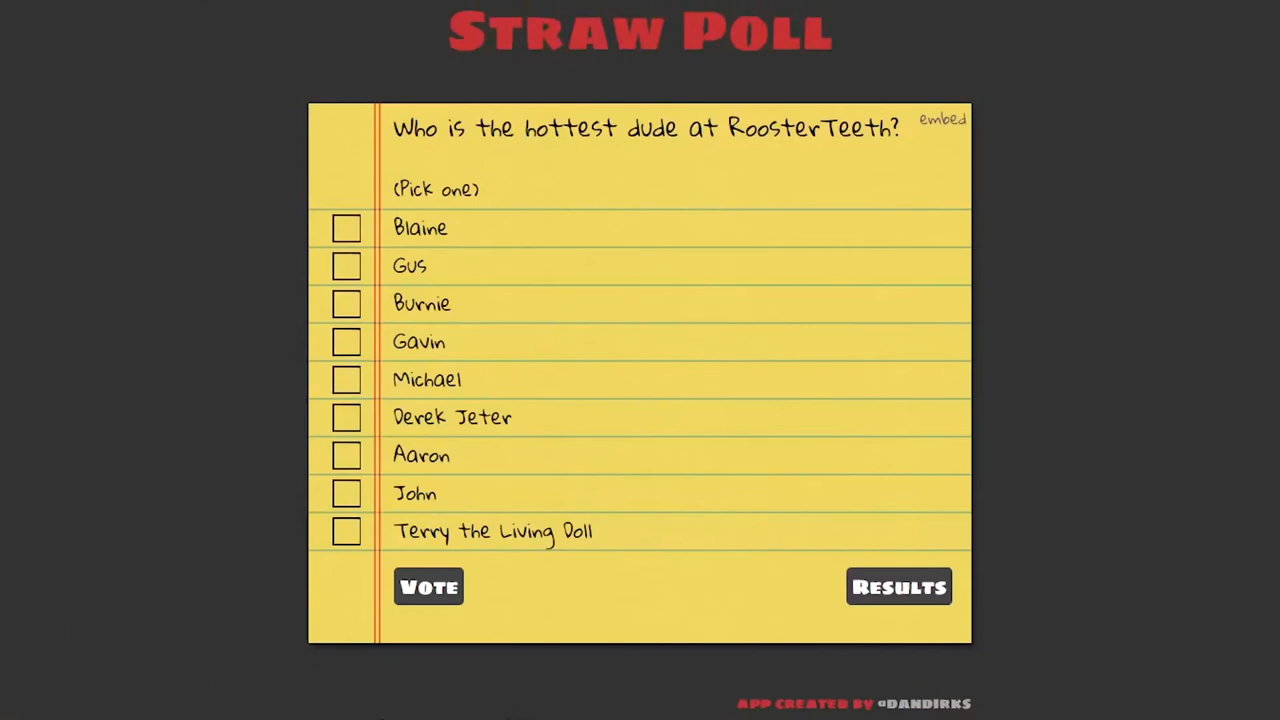 Straw Poll
Who is the hottest dude at RoosterTeeth?
embed
(Pick one)
Blaine
Gus
Burnie
Gavin
Michael
Derek Jeter
Aaron
John
Terry the Living Doll
Vote
Results
App created by @dandirks